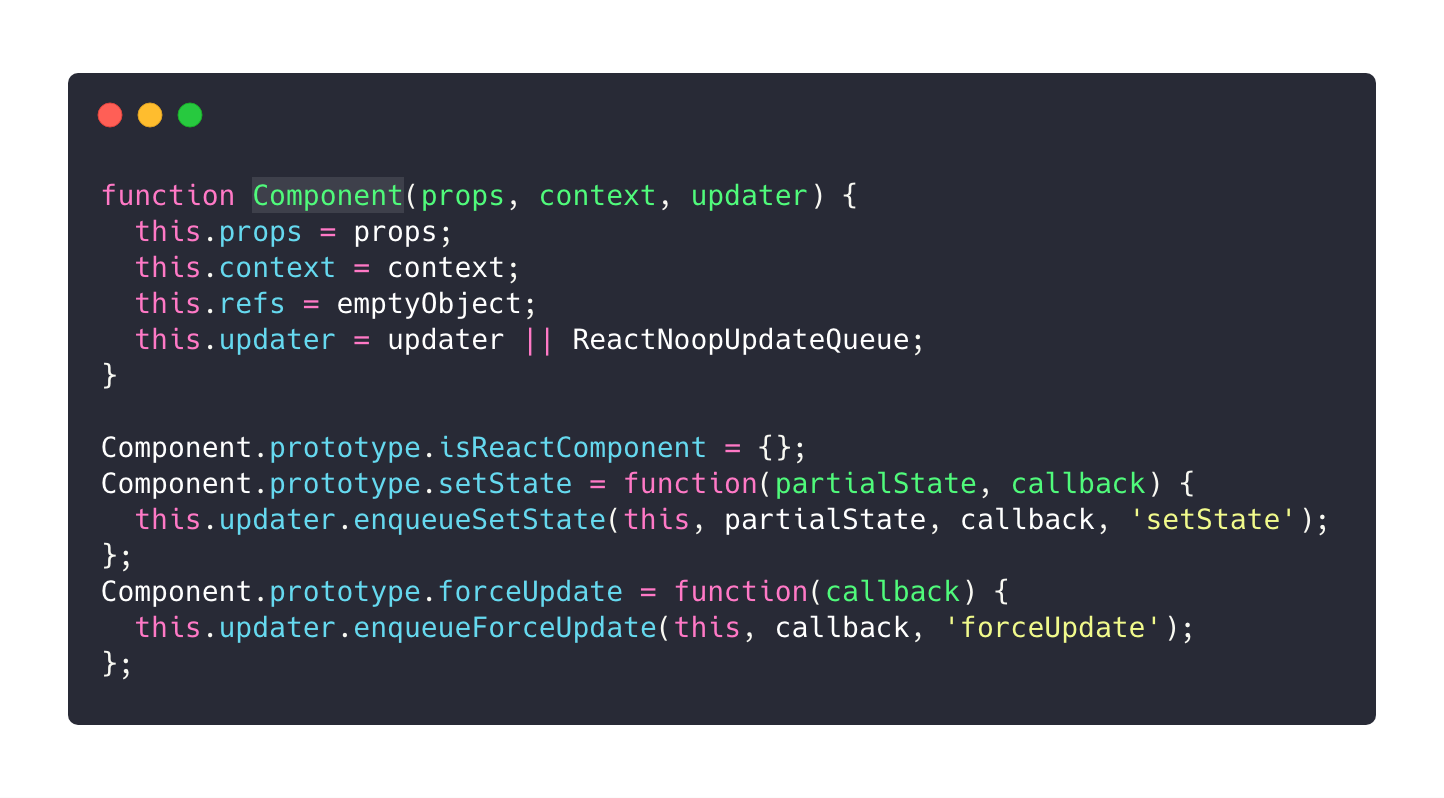 function Component(props, context, updater) {
  this.props = props;
  this.context = context;
  this.refs = emptyObject;
  this.updater = updater || ReactNoopUpdateQueue;
}

Component.prototype.isReactComponent = {};
Component.prototype.setState = function(partialState, callback) {
  this.updater.enqueueSetState(this, partialState, callback, 'setState');
};
Component.prototype.forceUpdate = function(callback) {
  this.updater.enqueueForceUpdate(this, callback, 'forceUpdate');
};